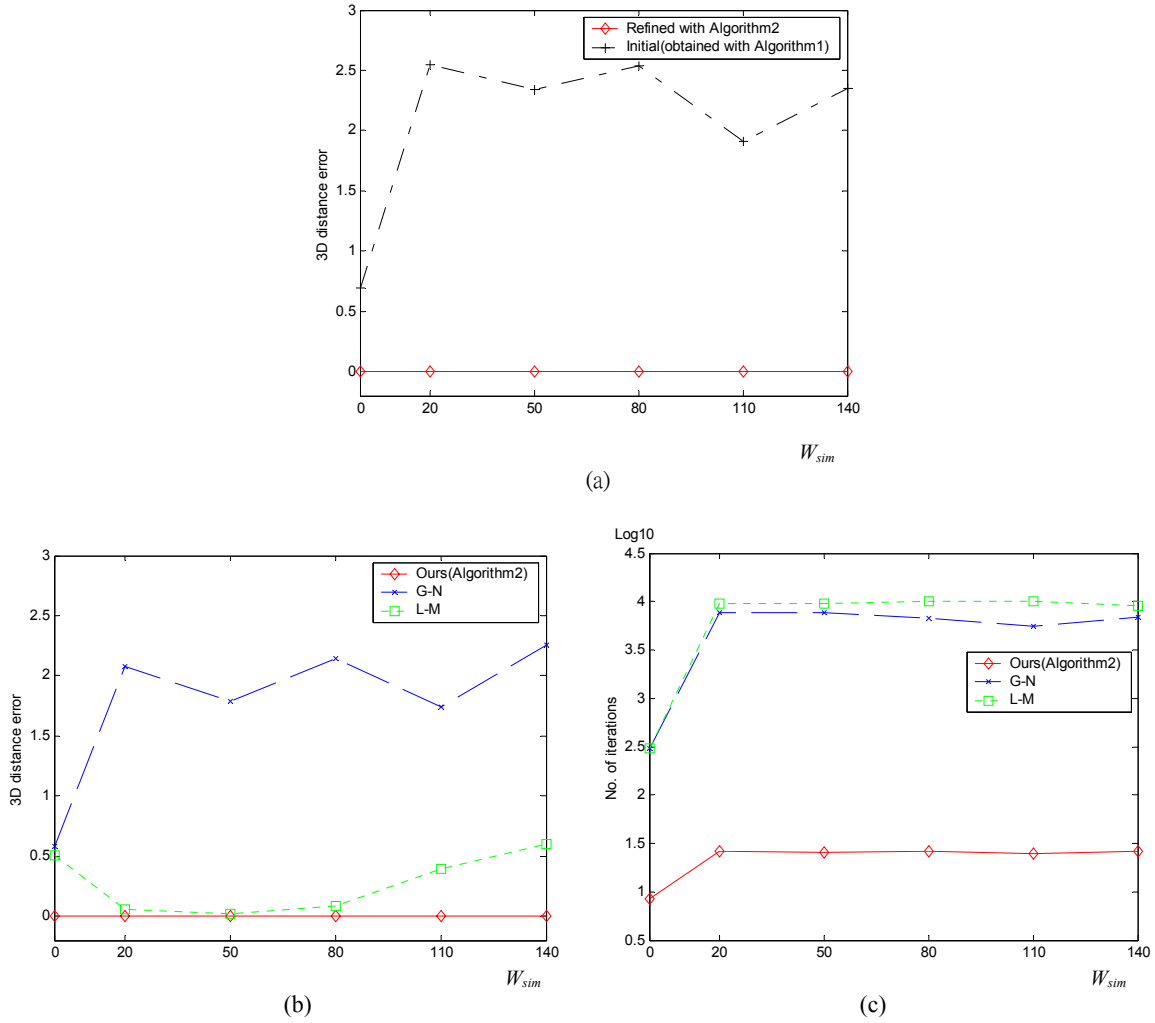 3
2.5
2
1.5
1
0.5
0
3D distance error
Refined with Algorithm2
Initial(obtained with Algorithm1)
0 20 50 80 110 140
W_sim
(a)
3
2.5
2
1.5
1
0.5
0
3D distance error
Ours(Algorithm2)
G-N
L-M
0 20 50 80 110 140
W_sim
(b)
Log10
4.5
4
3.5
3
2.5
2
1.5
1
0.5
No. of iterations
Ours(Algorithm2)
G-N
L-M
0 20 50 80 110 140
W_sim
(c)